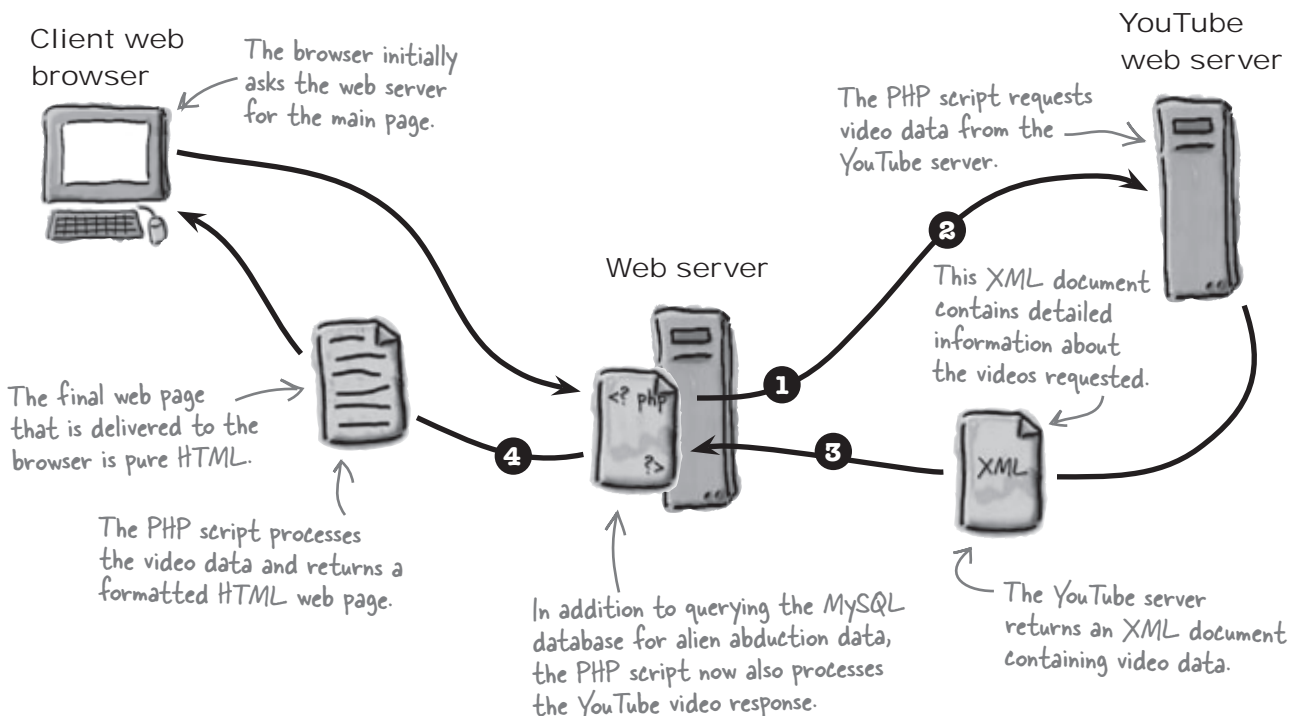 Client web
browser
The browser initially
asks the web server
for the main page.
YouTube
web server
The PHP script requests
video data from the
YouTube server.
2
Web server
This XML document
contains detailed
information about
the videos requested.
1
<? php
?>
The final web page
that is delivered to the
browser is pure HTML.
4
3
XML
The PHP script processes
the video data and returns a
formatted HTML web page.
In addition to querying the MySQL
database for alien abduction data,
the PHP script now also processes
the YouTube video response.
The YouTube server
returns an XML document
containing video data.